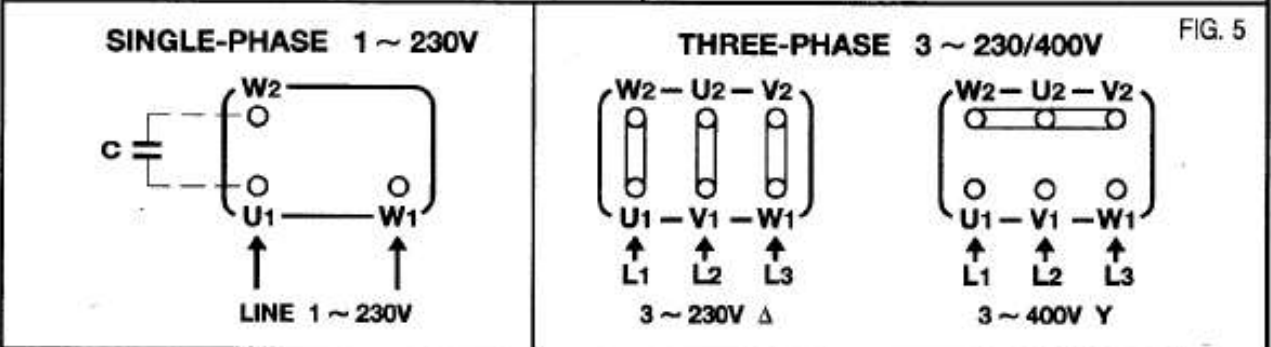 FIG. 5
SINGLE-PHASE 1 ~ 230V
W2
C
U1 W1
LINE 1 ~ 230V
THREE-PHASE 3 ~ 230/400V
W2 – U2 – V2
U1 – V1 – W1
L1 L2 L3
3 ~ 230V Δ
W2 – U2 – V2
U1 – V1 – W1
L1 L2 L3
3 ~ 400V Y